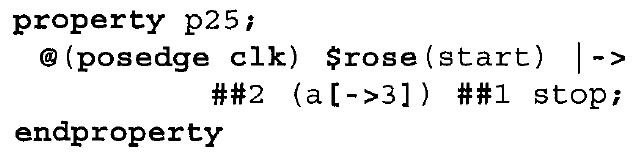 property p25;
@(posedge clk) $rose(start) |->
##2 (a[->3]) ##1 stop;
endproperty